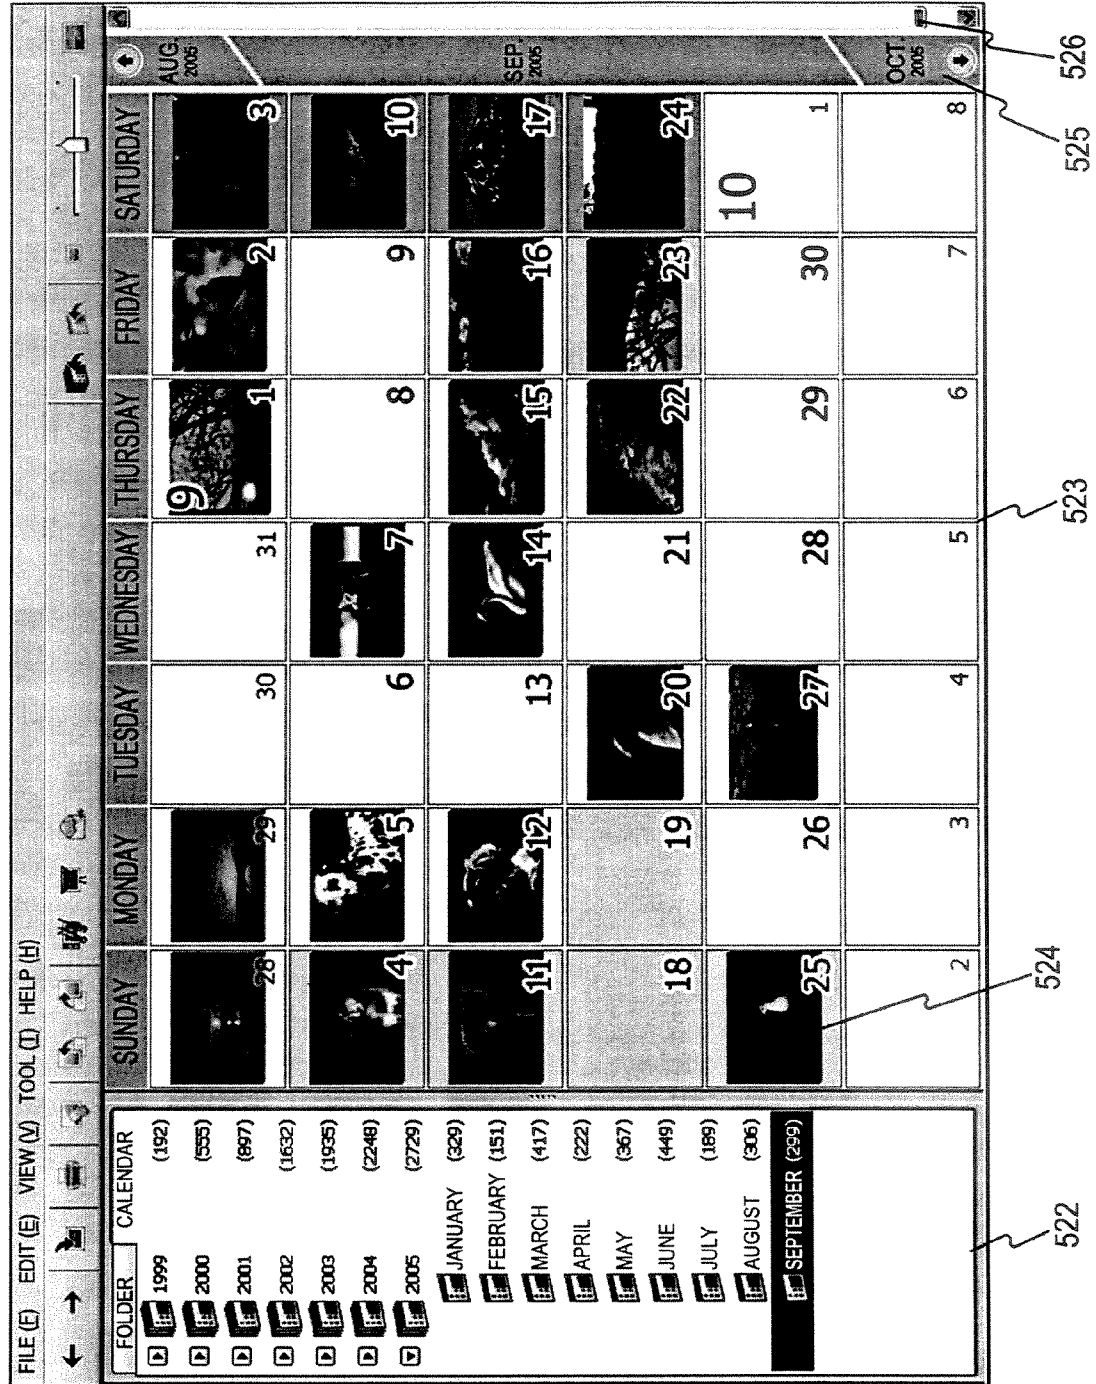 FILE (F) EDIT (E) VIEW (V) TOOL (T) HELP (H)
FOLDER CALENDAR
1999 (192)
2000 (555)
2001 (897)
2002 (1632)
2003 (1935)
2004 (2248)
2005 (2729)
JANUARY (329)
FEBRUARY (151)
MARCH (417)
APRIL (222)
MAY (367)
JUNE (449)
JULY (189)
AUGUST (306)
SEPTEMBER (299)
SUNDAY MONDAY TUESDAY WEDNESDAY THURSDAY FRIDAY SATURDAY
28 29 30 31 9 1 2 3
4 5 6 7 8 9 10
11 12 13 14 15 16 17
18 19 20 21 22 23 24
25 26 27 28 29 30 10 1
2 3 4 5 6 7 8
AUG.
2005
SEP.
2005
OCT.
2005
522
524
523
525
526